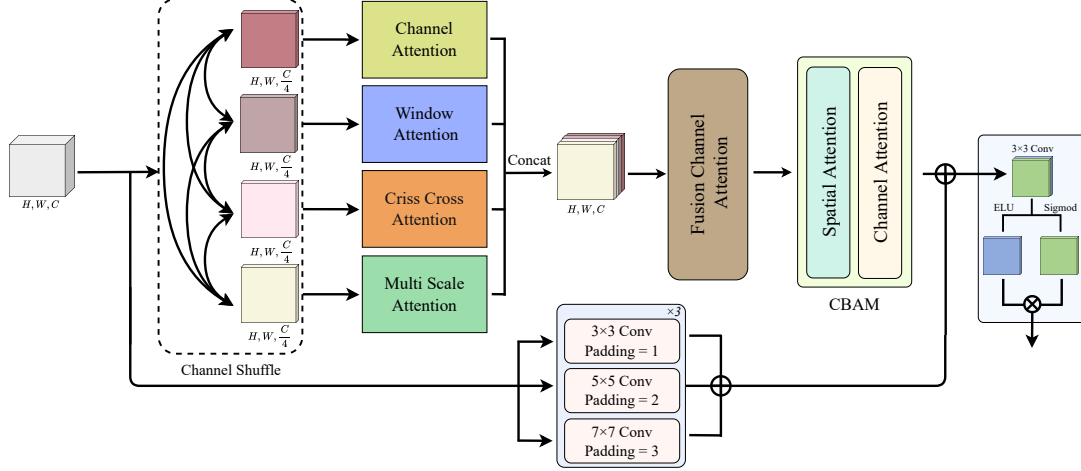 H, W, C
H, W, C/4
H, W, C/4
H, W, C/4
H, W, C/4
Channel Shuffle
Channel
Attention
Window
Attention
Criss Cross
Attention
Multi Scale
Attention
Concat
H, W, C
Fusion Channel
Attention
Spatial Attention
Channel Attention
CBAM
×3
3×3 Conv
Padding = 1
5×5 Conv
Padding = 2
7×7 Conv
Padding = 3
3×3 Conv
ELU
Sigmod